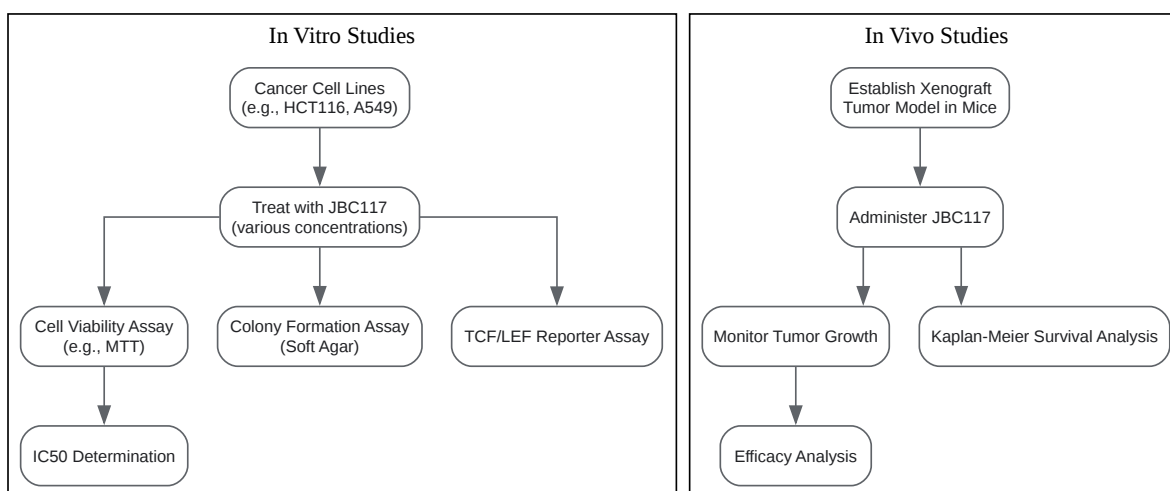 In Vitro Studies
Cancer Cell Lines
(e.g., HCT116, A549)
Treat with JBC117
(various concentrations)
Cell Viability Assay
(e.g., MTT)
Colony Formation Assay
(Soft Agar)
TCF/LEF Reporter Assay
IC50 Determination
In Vivo Studies
Establish Xenograft
Tumor Model in Mice
Administer JBC117
Monitor Tumor Growth
Kaplan-Meier Survival Analysis
Efficacy Analysis